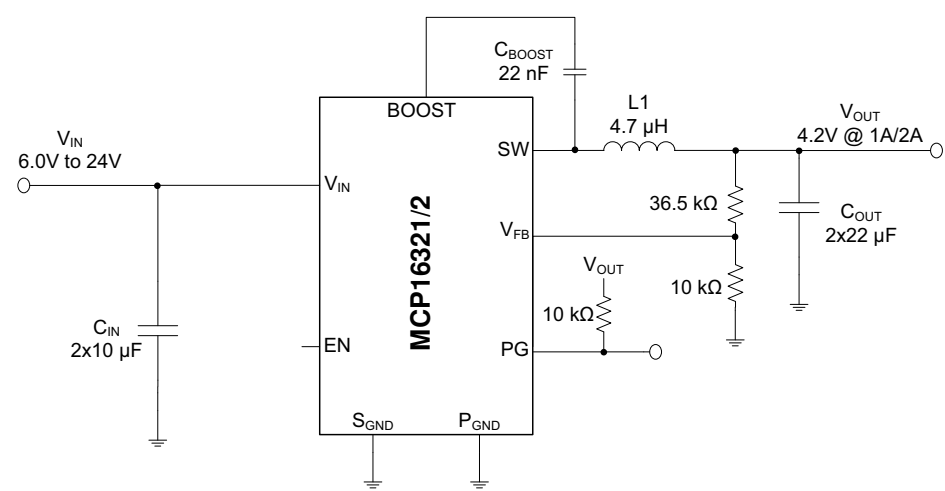 C_BOOST
22 nF
BOOST
L1
4.7 µH
V_OUT
4.2V @ 1A/2A
V_IN
6.0V to 24V
SW
V_IN
36.5 kΩ
C_OUT
2x22 µF
V_FB
MCP16321/2
V_OUT
10 kΩ
10 kΩ
C_IN
2x10 µF
EN
PG
S_GND
P_GND